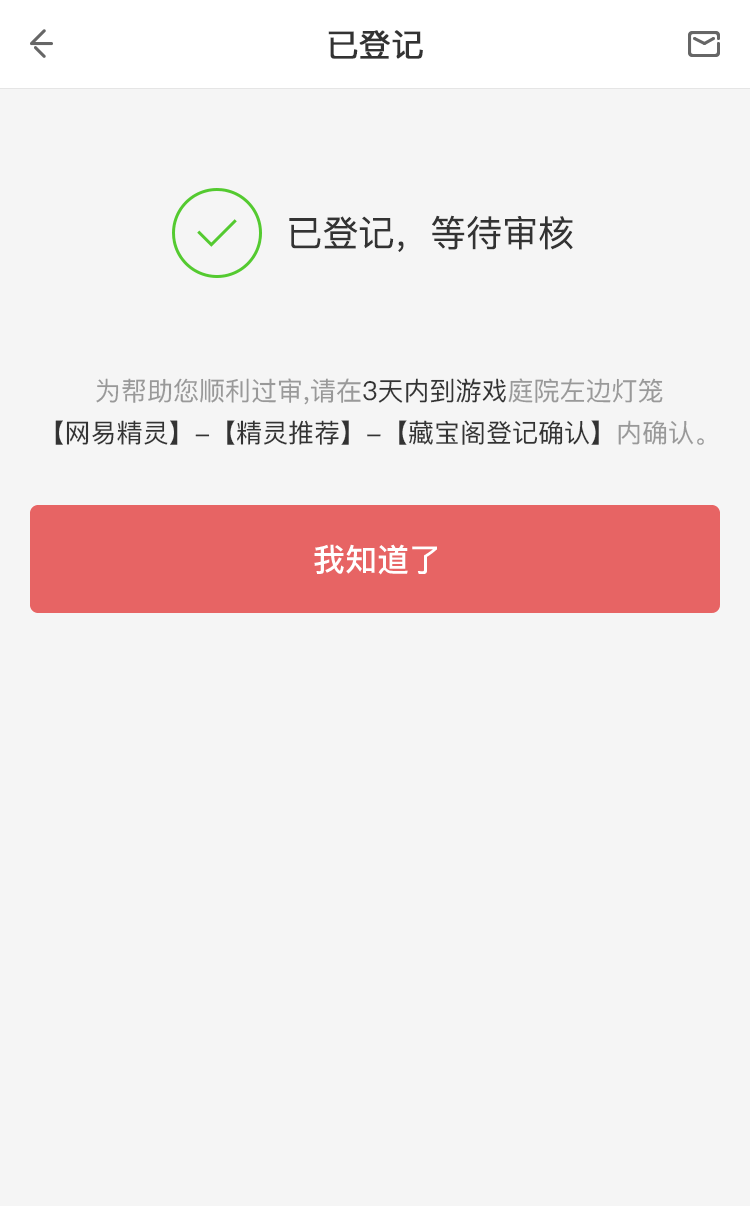 已登记
已登记，等待审核
为帮助您顺利过审,请在3天内到游戏庭院左边灯笼
【网易精灵】–【精灵推荐】–【藏宝阁登记确认】内确认。
我知道了